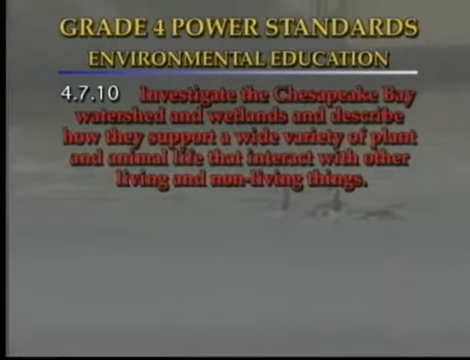 GRADE 4 POWER STANDARDS
ENVIRONMENTAL EDUCATION
4.7.10 Investigate the Chesapeake Bay
watershed and wetlands and describe
how they support a wide variety of plant
and animal life that interact with other
living and non-living things.